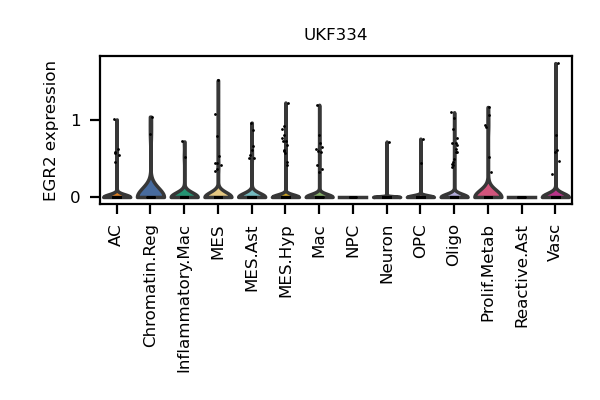 UKF334
EGR2 expression
1
0
AC
Chromatin.Reg
Inflammatory.Mac
MES
MES.Ast
MES.Hyp
Mac
NPC
Neuron
OPC
Oligo
Prolif.Metab
Reactive.Ast
Vasc